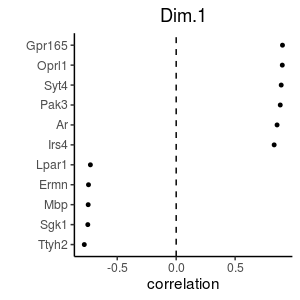 Dim.1
Gpr165
Oprl1
Syt4
Pak3
Ar
Irs4
Lpar1
Ermn
Mbp
Sgk1
Ttyh2
-0.5 0.0 0.5
correlation